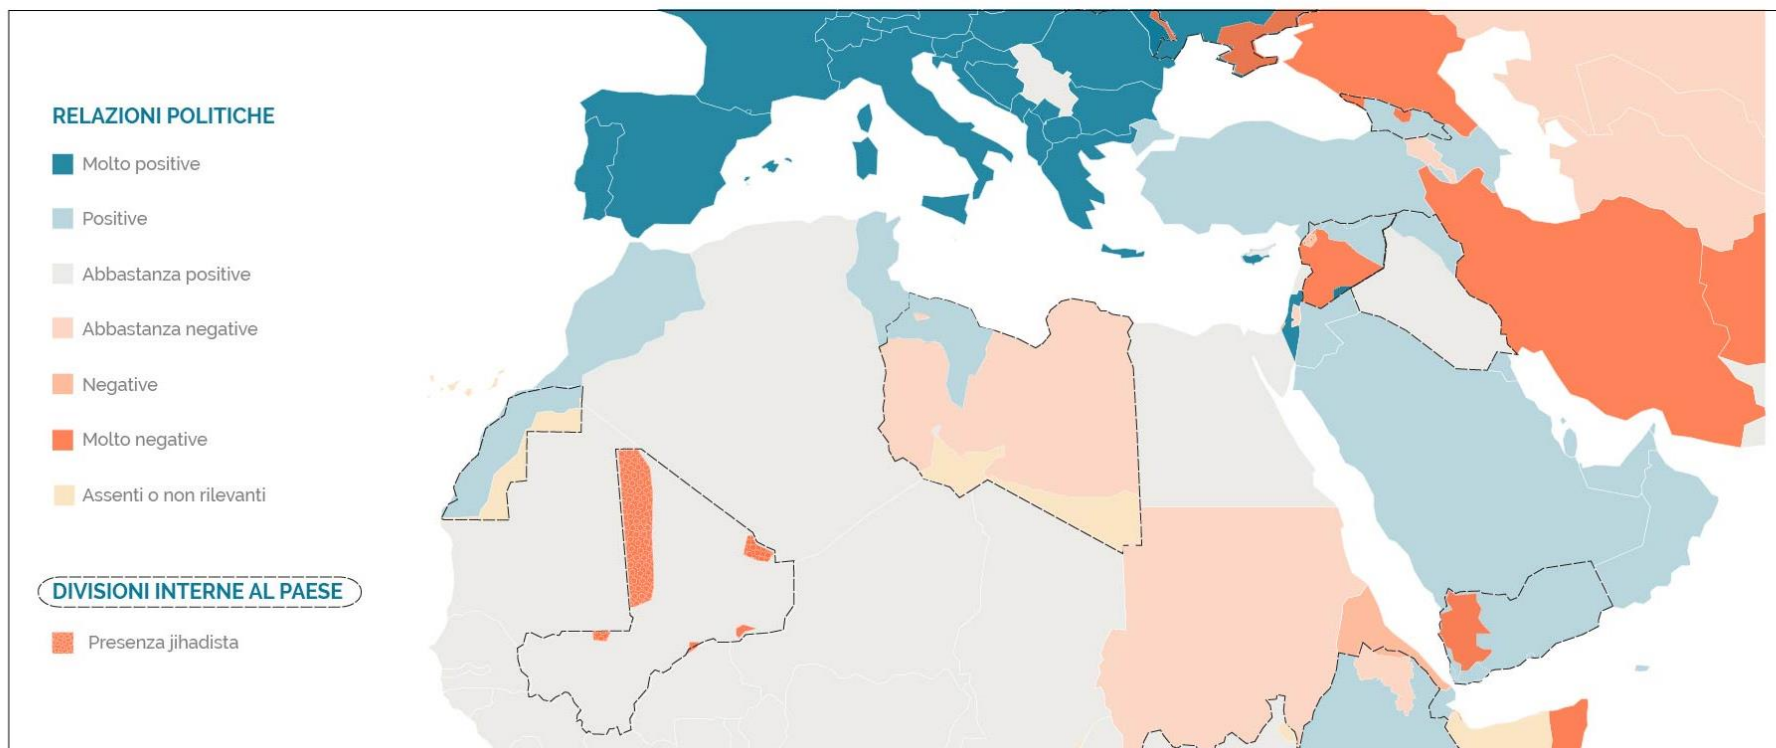 RELAZIONI POLITICHE
Molto positive
Positive
Abbastanza positive
Abbastanza negative
Negative
Molto negative
Assenti o non rilevanti
DIVISIONI INTERNE AL PAESE
Presenza jihadista